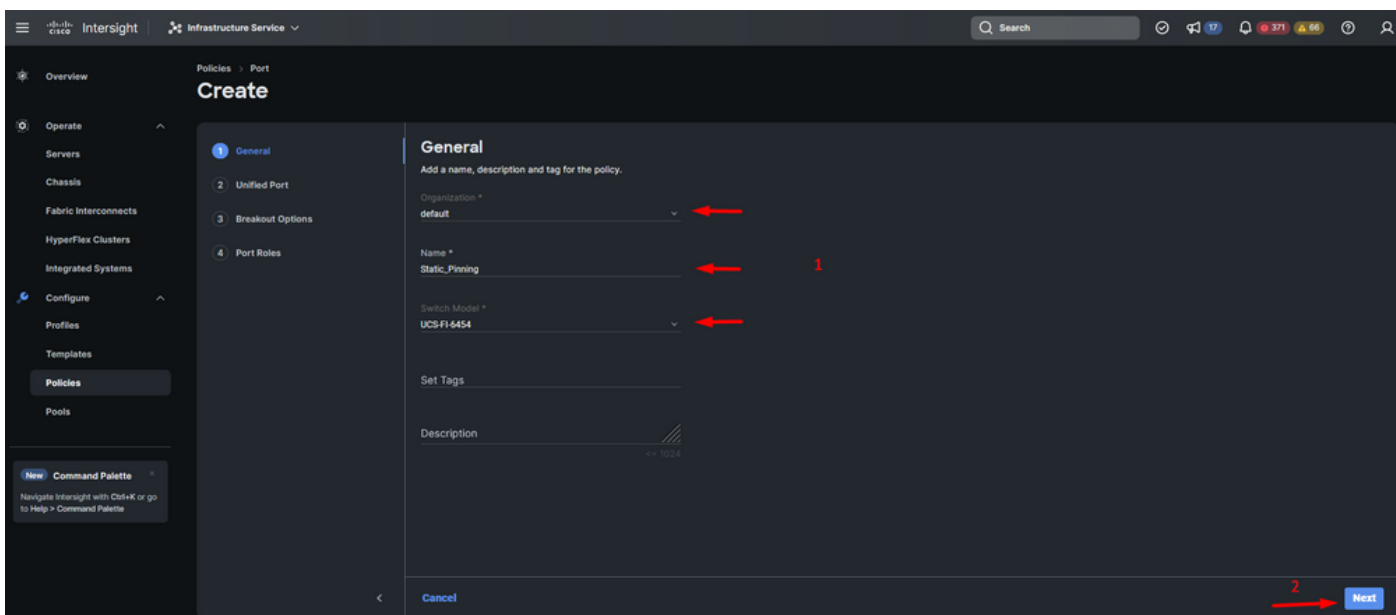 cisco Intersight
Infrastructure Service
Search
17
371
66
Overview
Operate
Servers
Chassis
Fabric Interconnects
HyperFlex Clusters
Integrated Systems
Configure
Profiles
Templates
Policies
Pools
New Command Palette ×
Navigate Intersight with Ctrl+K or go
to Help > Command Palette
Policies > Port
Create
1 General
2 Unified Port
3 Breakout Options
4 Port Roles
General
Add a name, description and tag for the policy.
Organization *
default
Name *
Static_Pinning
1
Switch Model *
UCS-FI-6454
Set Tags
Description
<= 1024
<
Cancel
2
Next